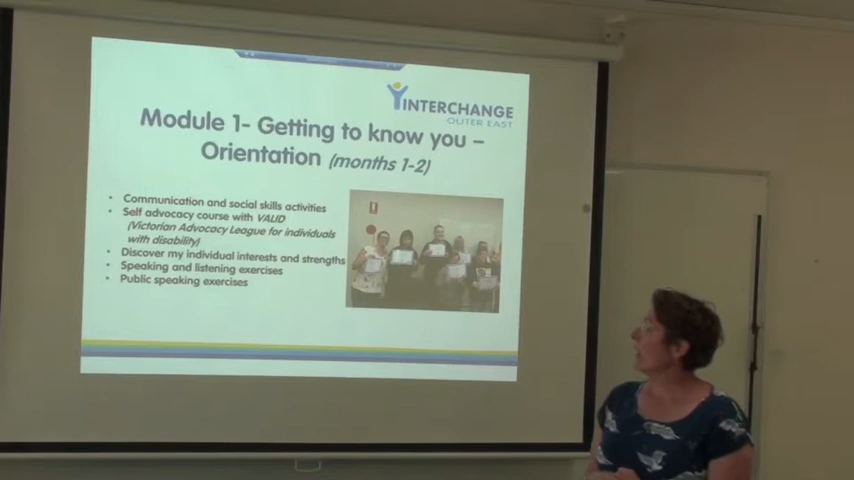 INTERCHANGE
OUTER EAST
Module 1- Getting to know you –
Orientation (months 1-2)
• Communication and social skills activities
• Self advocacy course with VALID
(Victorian Advocacy League for individuals
with disability)
• Discover my individual interests and strengths
• Speaking and listening exercises
• Public speaking exercises